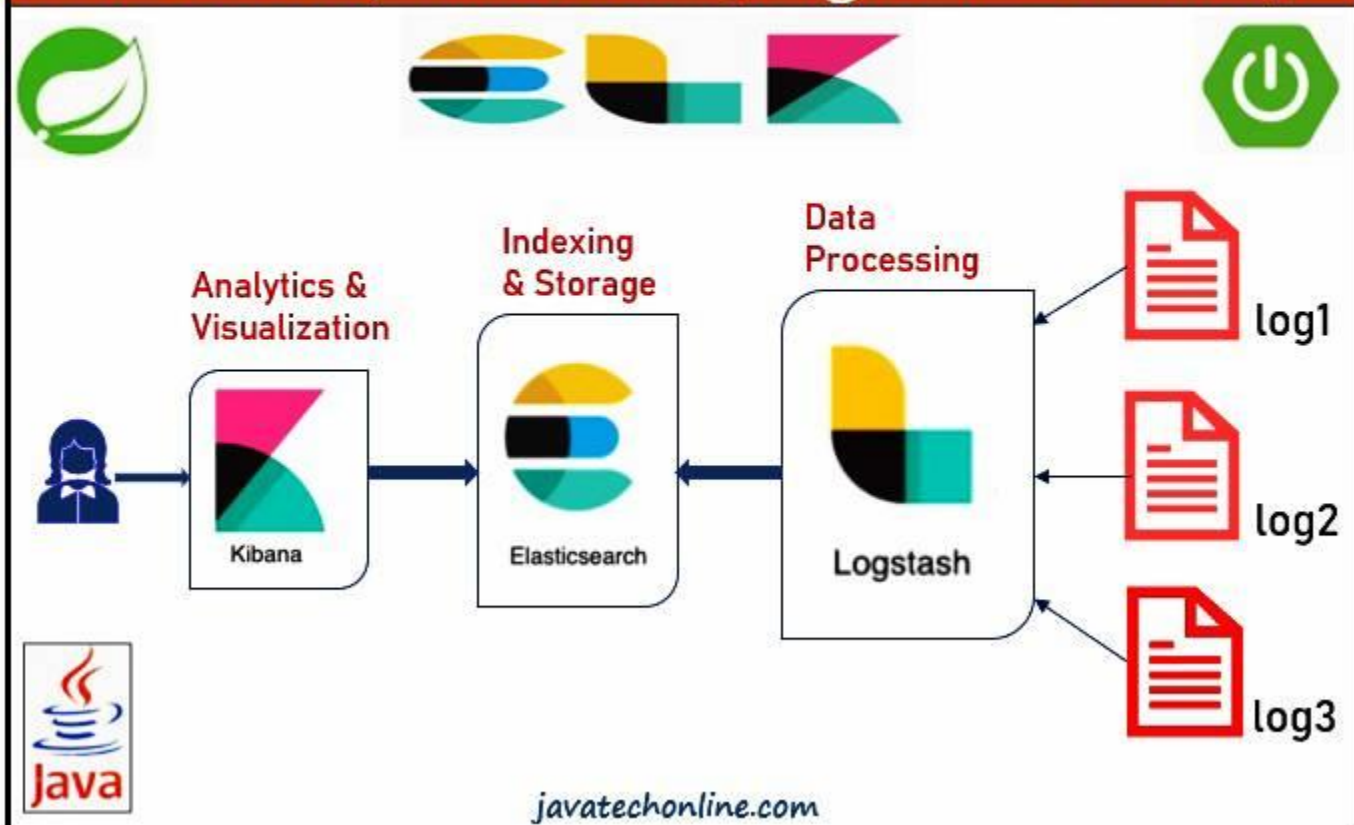 Analytics &
Visualization
Kibana
Indexing
& Storage
Elasticsearch
Data
Processing
Logstash
log1
log2
log3
Java
javatechonline.com